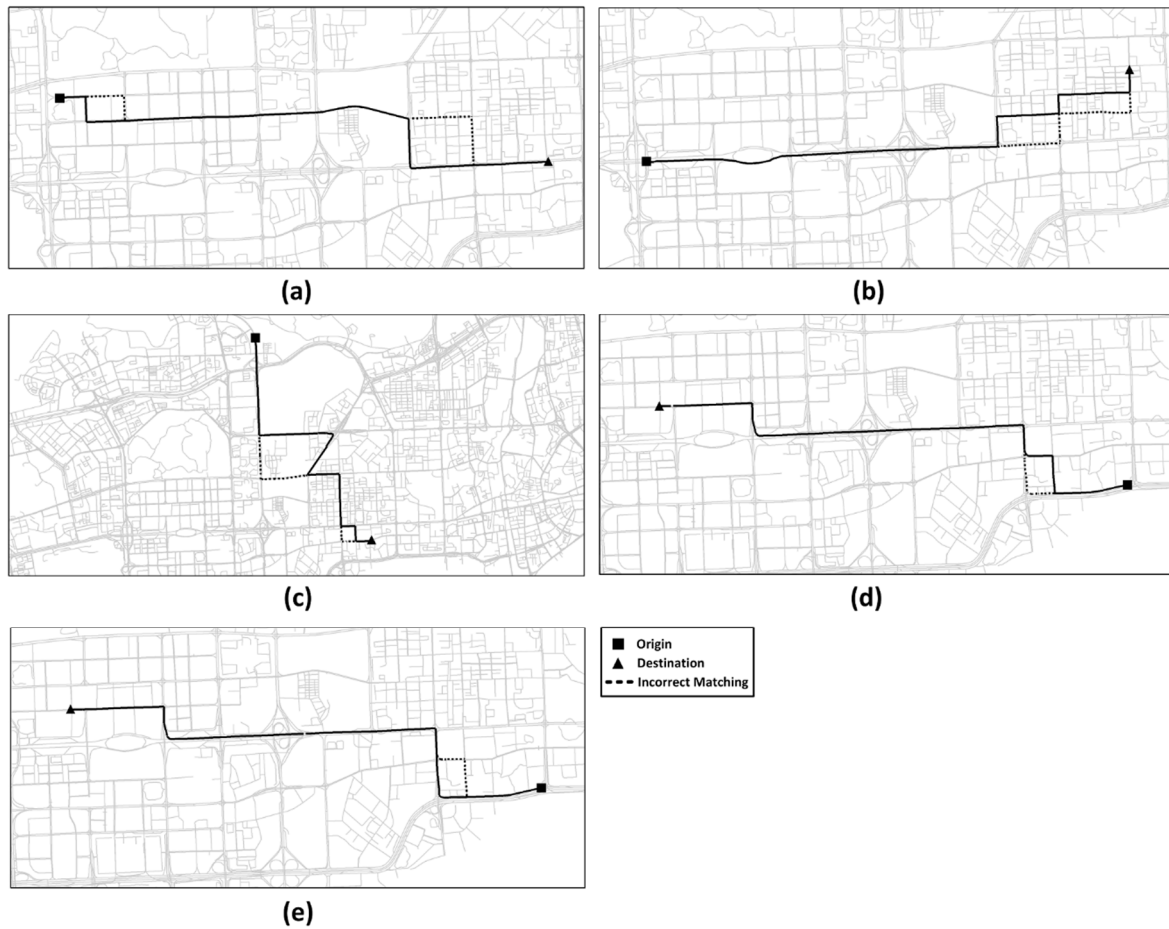 (a)
(b)
(c)
(d)
Origin
Destination
Incorrect Matching
(e)